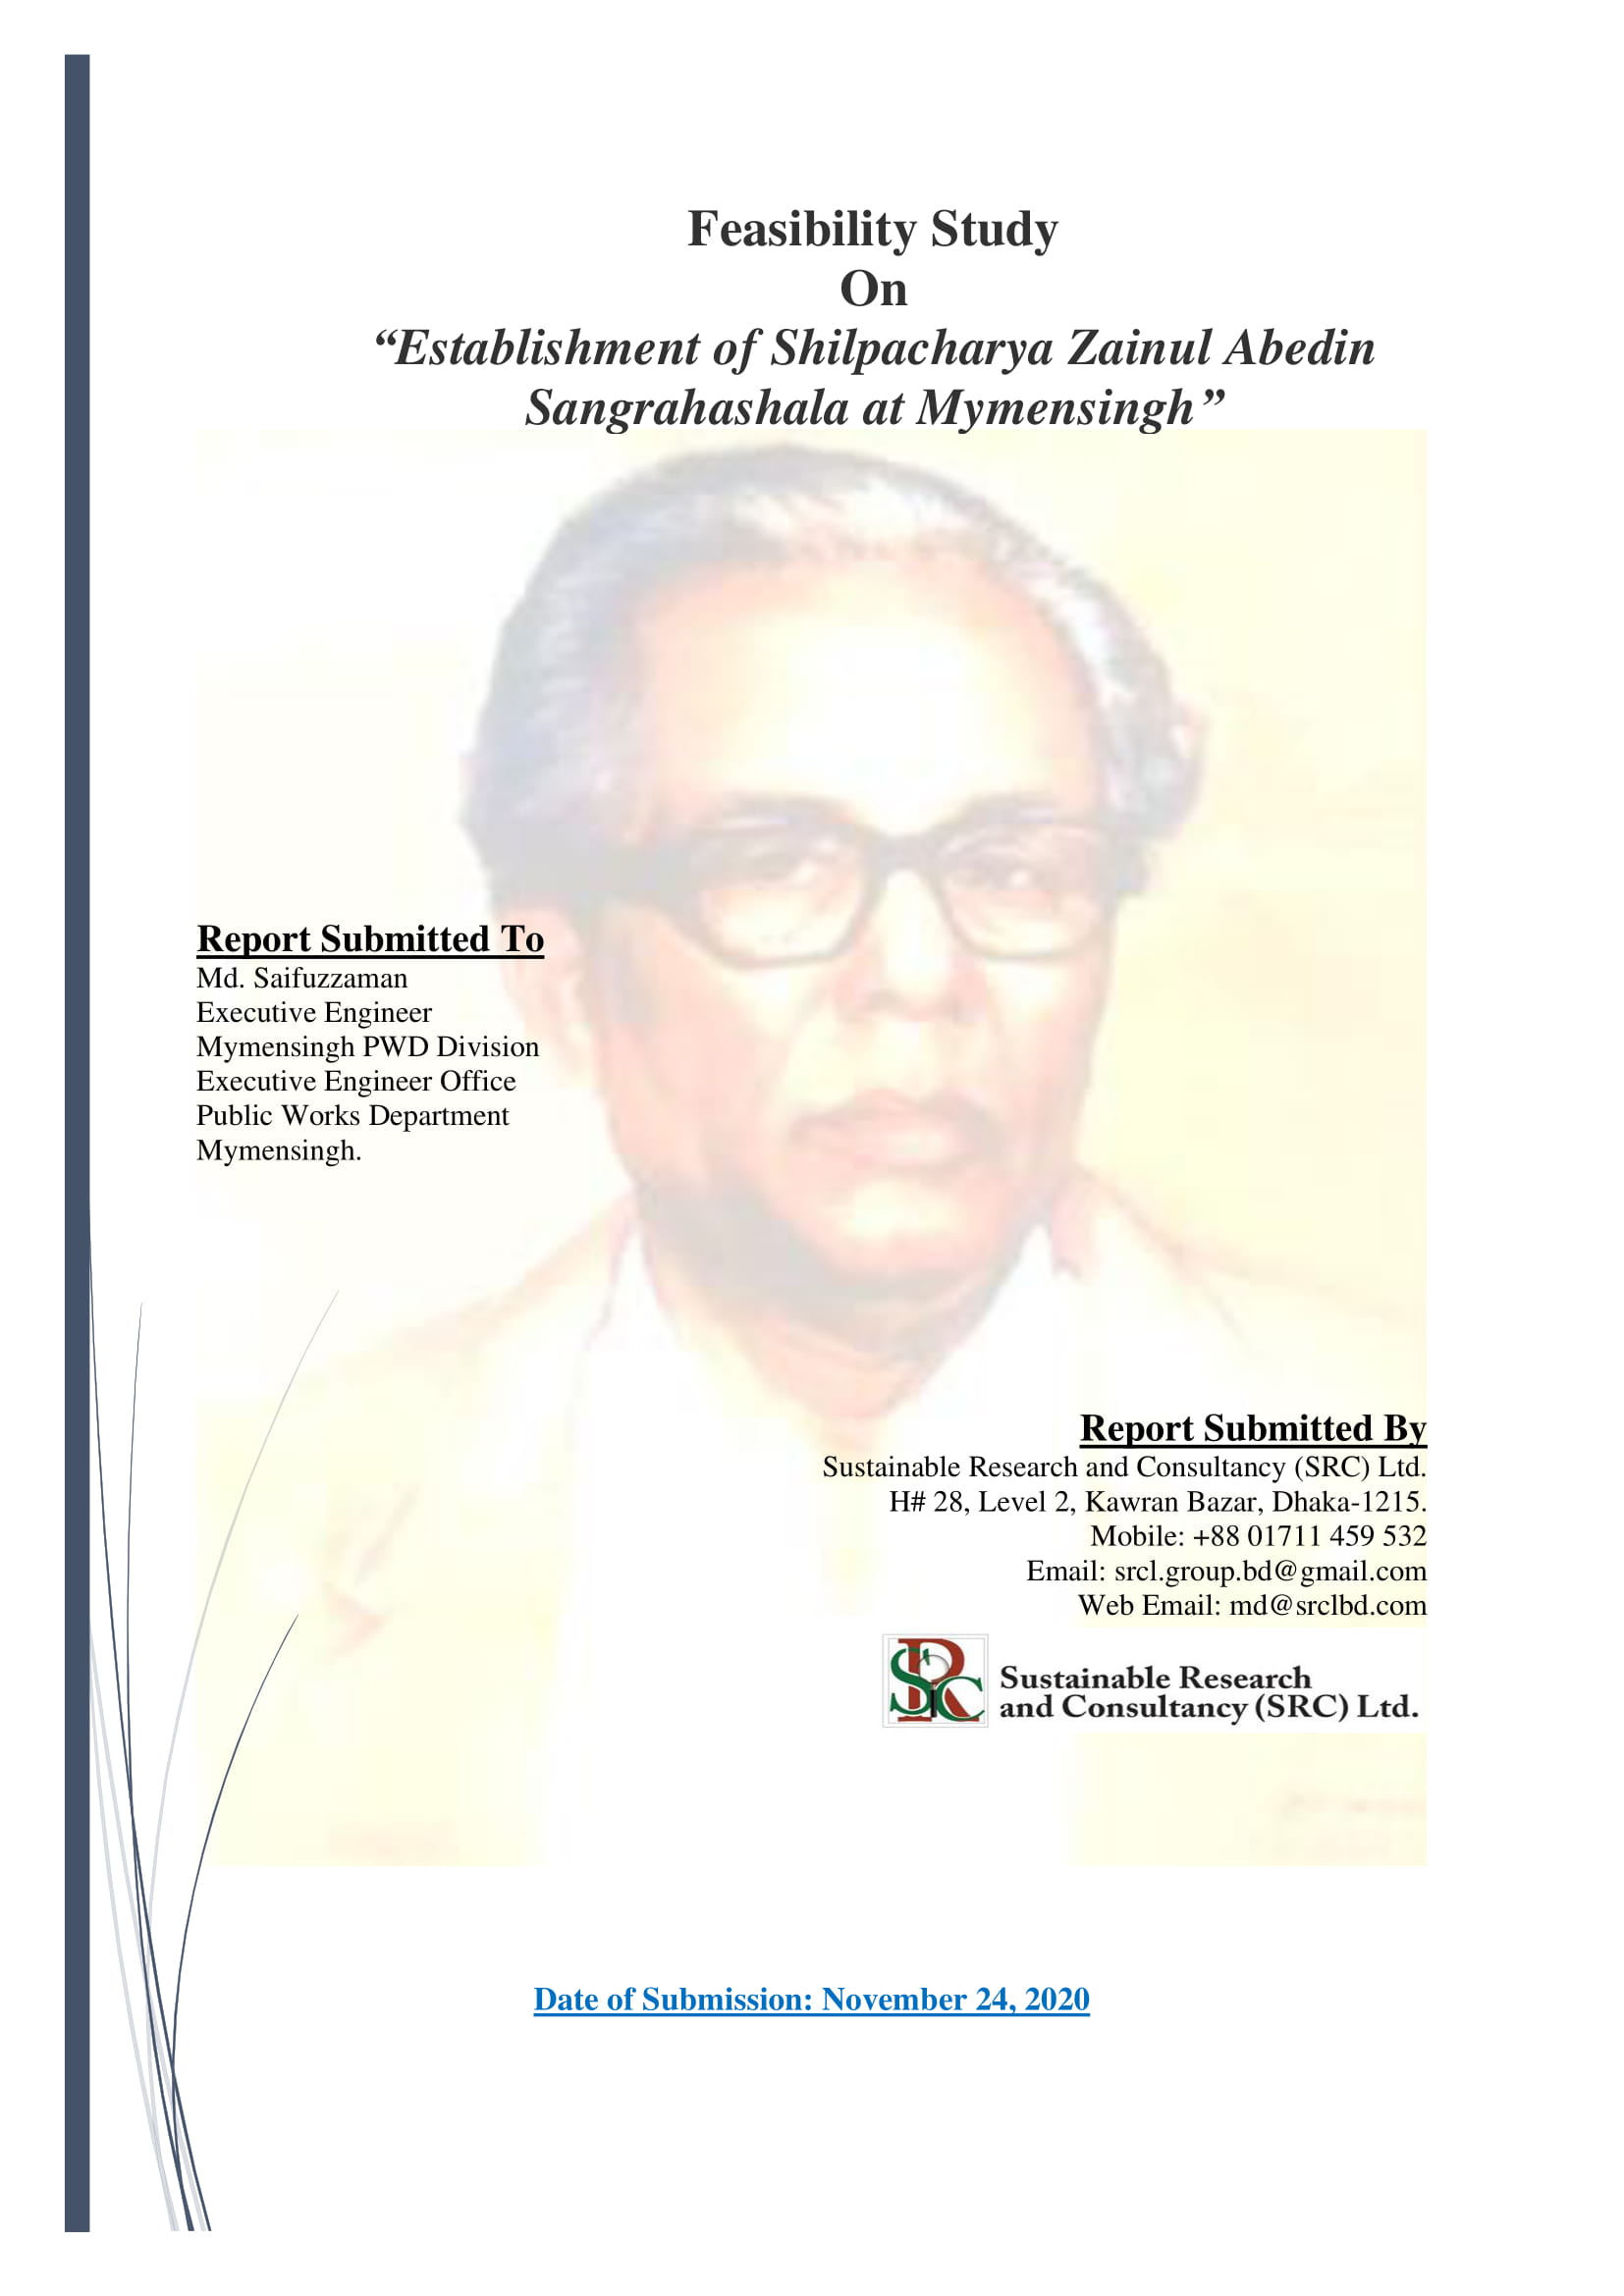 Feasibility Study
On
“Establishment of Shilpacharya Zainul Abedin
Sangrahashala at Mymensingh”
Report Submitted To
Md. Saifuzzaman
Executive Engineer
Mymensingh PWD Division
Executive Engineer Office
Public Works Department
Mymensingh.
Report Submitted By
Sustainable Research and Consultancy (SRC) Ltd.
H# 28, Level 2, Kawran Bazar, Dhaka-1215.
Mobile: +88 01711 459 532
Email: srcl.group.bd@gmail.com
Web Email: md@srclbd.com
SRC
Sustainable Research
and Consultancy (SRC) Ltd.
Date of Submission: November 24, 2020